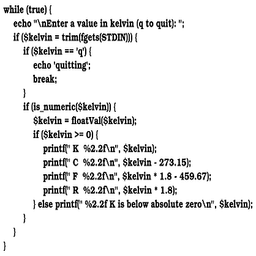 while (true) {
echo "\nEnter a value in kelvin (q to quit): ";
if ($kelvin = trim(fgets(STDIN))) {
if ($kelvin == 'q') {
echo 'quitting';
break;
}
if (is_numeric($kelvin)) {
$kelvin = floatVal($kelvin);
if ($kelvin >= 0) {
printf(" K %2.2f\n", $kelvin);
printf(" C %2.2f\n", $kelvin - 273.15);
printf(" F %2.2f\n", $kelvin * 1.8 - 459.67);
printf(" R %2.2f\n", $kelvin * 1.8);
} else printf(" %2.2f K is below absolute zero\n", $kelvin);
}
}
}